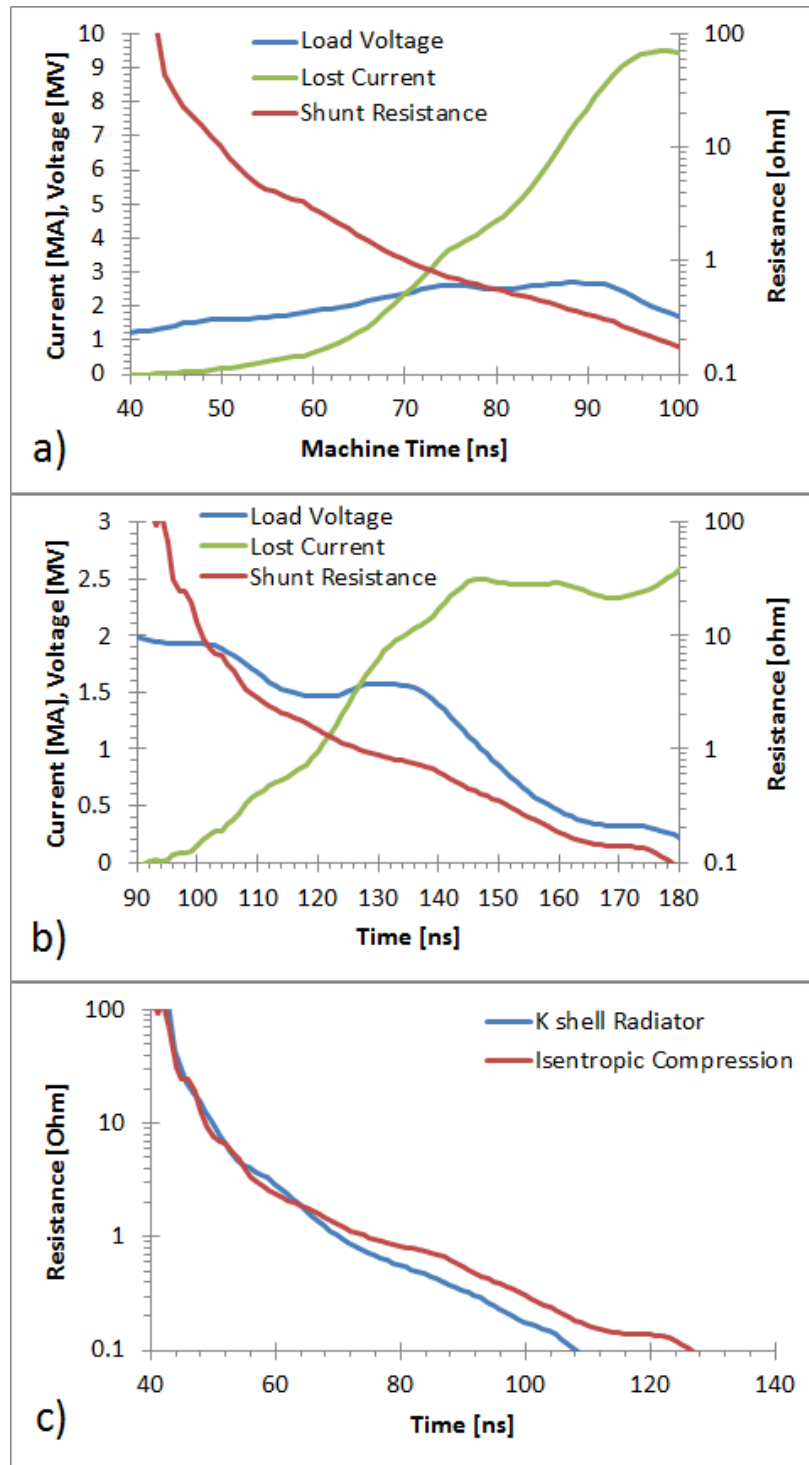 10
9
8
7
6
5
4
3
2
1
0
Current [MA], Voltage [MV]
Load Voltage
Lost Current
Shunt Resistance
100
10
1
0.1
Resistance [ohm]
40 50 60 70 80 90 100
Machine Time [ns]
a)
3
2.5
2
1.5
1
0.5
0
Current [MA], Voltage [MV]
Load Voltage
Lost Current
Shunt Resistance
100
10
1
0.1
Resistance [ohm]
90 100 110 120 130 140 150 160 170 180
Time [ns]
b)
100
10
1
0.1
Resistance [Ohm]
K shell Radiator
Isentropic Compression
40 60 80 100 120 140
Time [ns]
c)